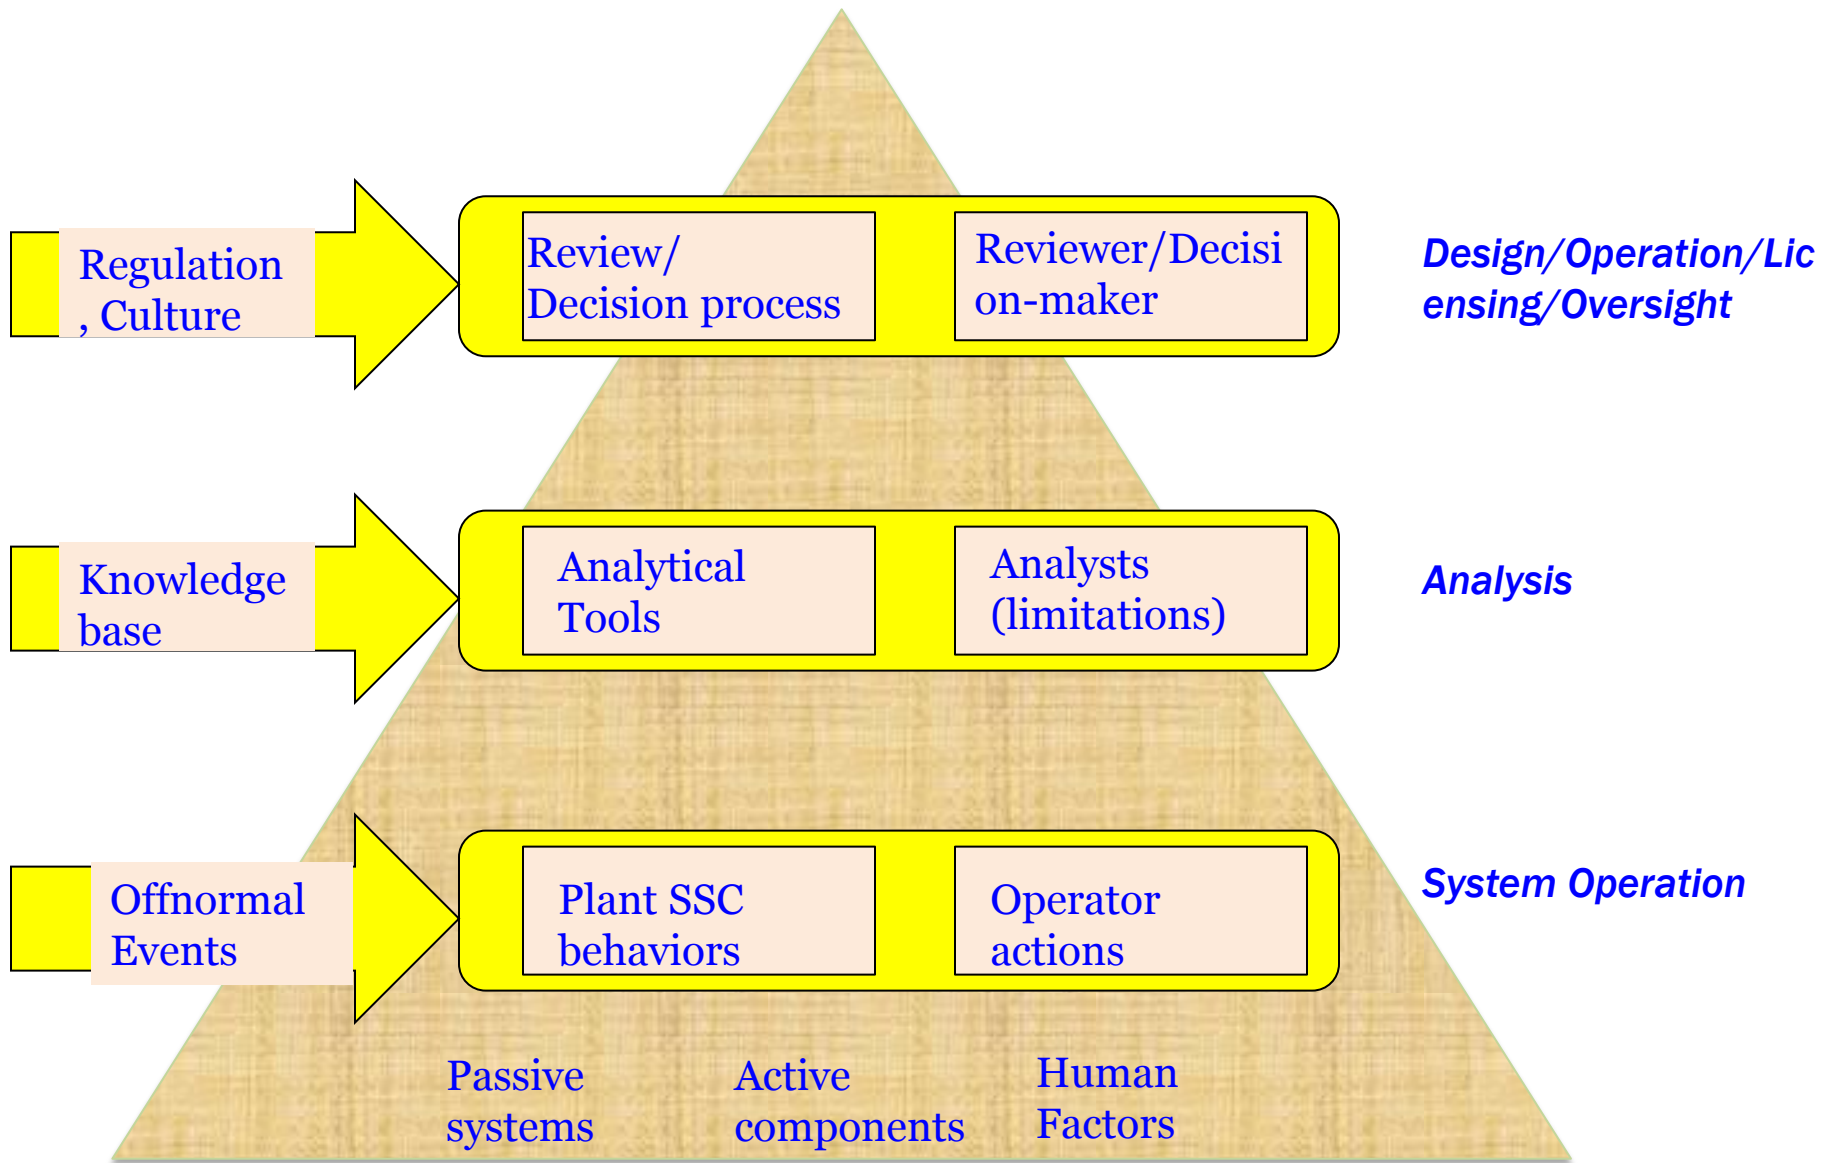 Regulation
, Culture
Review/
Decision process
Reviewer/Decisi
on-maker
Design/Operation/Lic
ensing/Oversight
Knowledge
base
Analytical
Tools
Analysts
(limitations)
Analysis
Offnormal
Events
Plant SSC
behaviors
Operator
actions
System Operation
Passive
systems
Active
components
Human
Factors